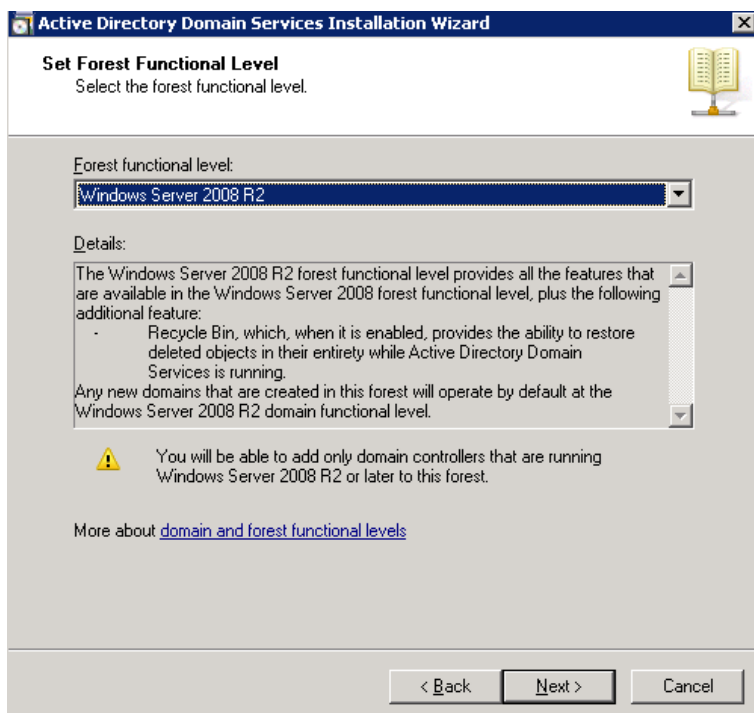 Active Directory Domain Services Installation Wizard
Set Forest Functional Level
Select the forest functional level.
Forest functional level:
Windows Server 2008 R2
Details:
The Windows Server 2008 R2 forest functional level provides all the features that
are available in the Windows Server 2008 forest functional level, plus the following
additional feature:
- Recycle Bin, which, when it is enabled, provides the ability to restore
deleted objects in their entirety while Active Directory Domain
Services is running.
Any new domains that are created in this forest will operate by default at the
Windows Server 2008 R2 domain functional level.
You will be able to add only domain controllers that are running
Windows Server 2008 R2 or later to this forest.
More about domain and forest functional levels
< Back Next > Cancel